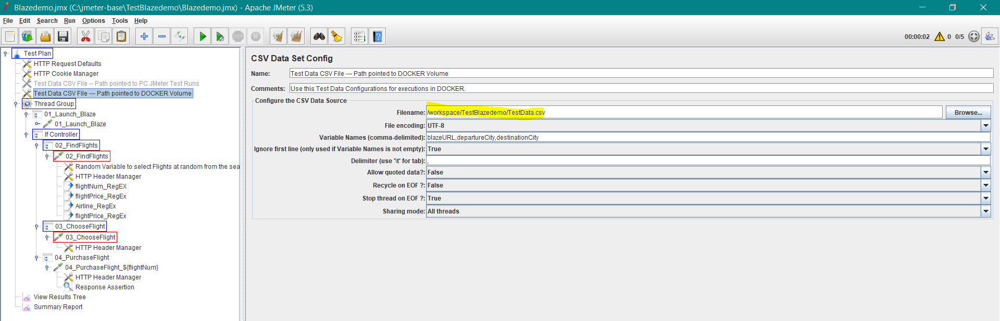 Blazedemo.jmx (C:\jmeter-base\TestBlazedemo\Blazedemo.jmx) - Apache JMeter (5.3)
File Edit Search Run Options Tools Help
STOP
00:00:02 0 0/5
Test Plan
HTTP Request Defaults
HTTP Cookie Manager
Test Data CSV File -- Path pointed to PC JMeter Test Runs
Test Data CSV File --- Path pointed to DOCKER Volume
Thread Group
01_Launch_Blaze
01_Launch_Blaze
If Controller
02_FindFlights
02_FindFlights
Random Variable to select Flights at random from the sea
HTTP Header Manager
flightNum_RegEX
flightPrice_RegEx
Airline_RegEx
flightPrice_RegEx
03_ChooseFlight
03_ChooseFlight
HTTP Header Manager
04_PurchaseFlight
04_PurchaseFlight_${flightNum}
HTTP Header Manager
Response Assertion
View Results Tree
Summary Report
CSV Data Set Config
Name: Test Data CSV File --- Path pointed to DOCKER Volume
Comments: Use this Test Data Configurations for executions in DOCKER.
Configure the CSV Data Source
Filename: /workspace/TestBlazedemo/TestData.csv Browse...
File encoding: UTF-8
Variable Names (comma-delimited): blazeURL,departureCity,destinationCity
Ignore first line (only used if Variable Names is not empty): True
Delimiter (use '\t' for tab): ,
Allow quoted data?: False
Recycle on EOF ?: False
Stop thread on EOF ?: True
Sharing mode: All threads